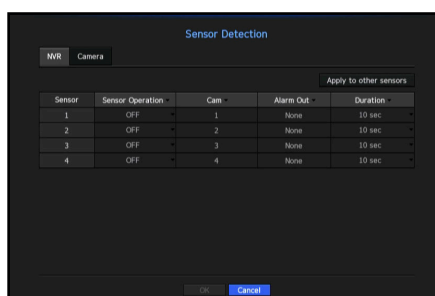 Sensor Detection
NVR Camera
Apply to other sensors
Sensor Sensor Operation Cam Alarm Out Duration
1 OFF 1 None 10 sec
2 OFF 2 None 10 sec
3 OFF 3 None 10 sec
4 OFF 4 None 10 sec
OK Cancel